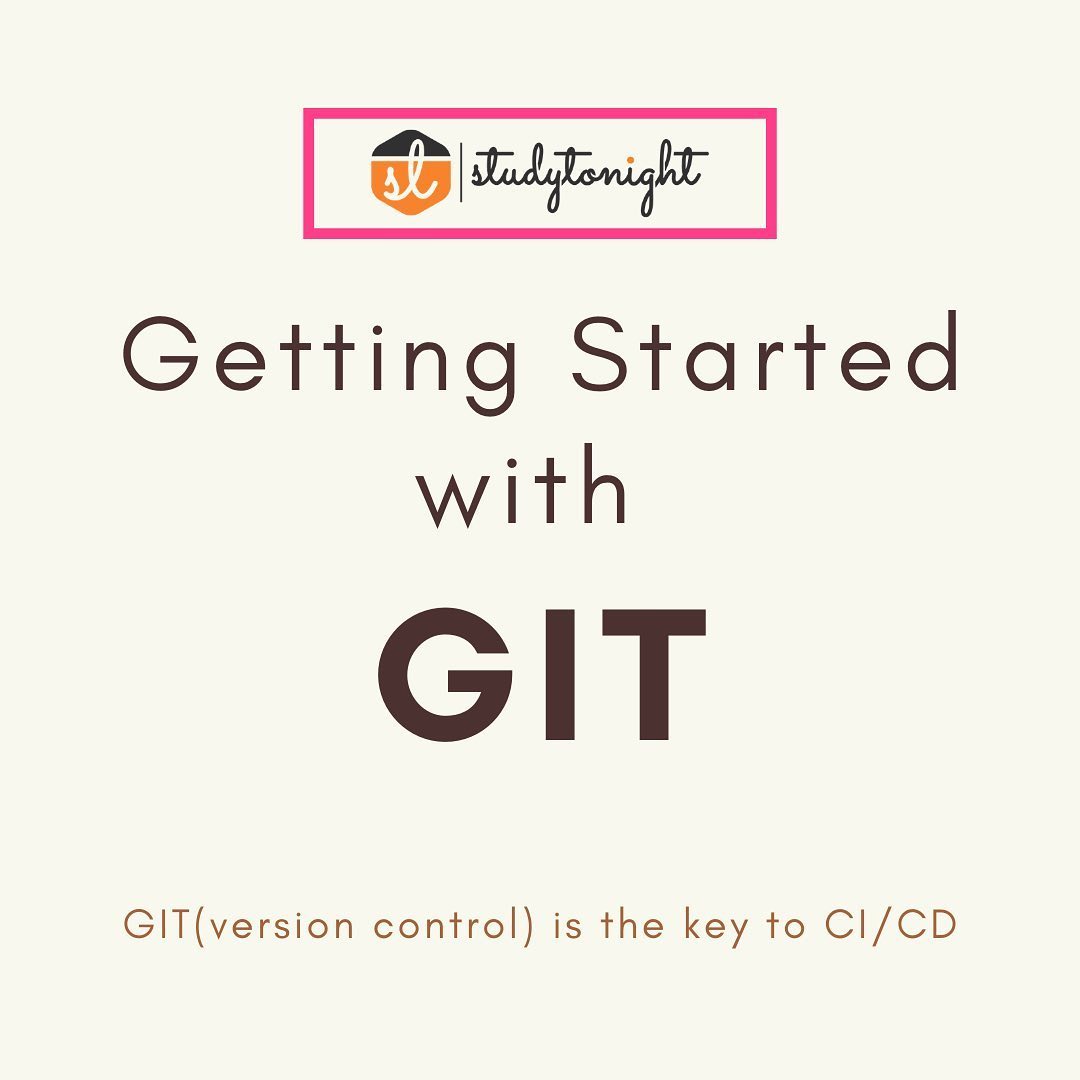 sl studytonight
Getting Started
with
GIT
GIT(version control) is the key to CI/CD